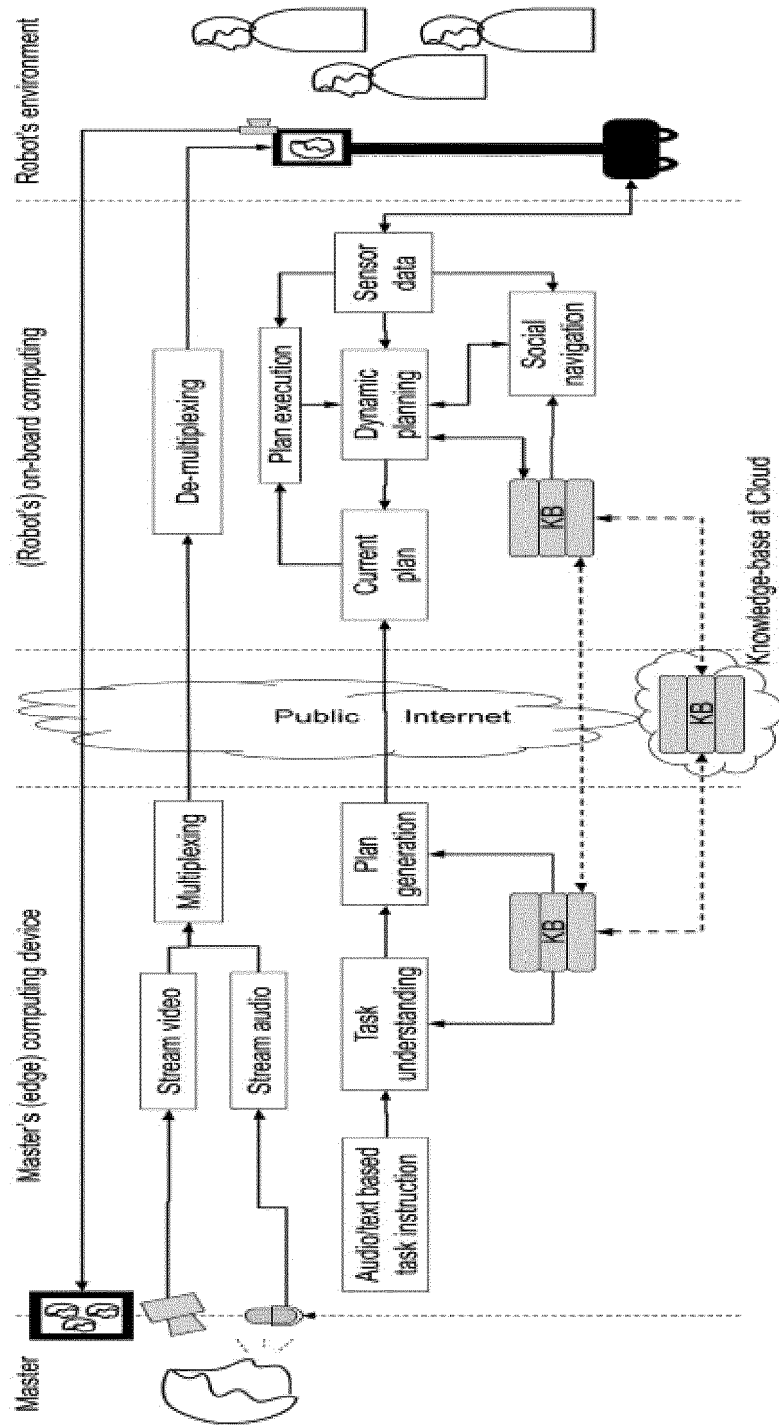 Master
Master's (edge) computing device
(Robot's) on-board computing
Robot's environment
Stream video
Stream audio
Multiplexing
De-multiplexing
Audio/text based
task instruction
Task
understanding
Plan
generation
Public Internet
Current
plan
Plan execution
Dynamic
planning
Sensor
data
Social
navigation
KB
KB
KB
Knowledge-base at Cloud